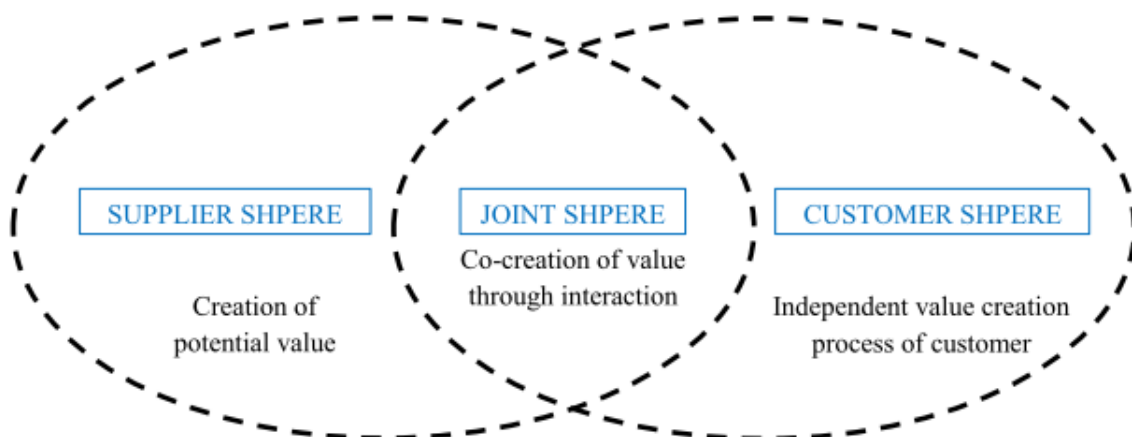 SUPPLIER SHPERE
JOINT SHPERE
CUSTOMER SHPERE
Co-creation of value
through interaction
Creation of
potential value
Independent value creation
process of customer